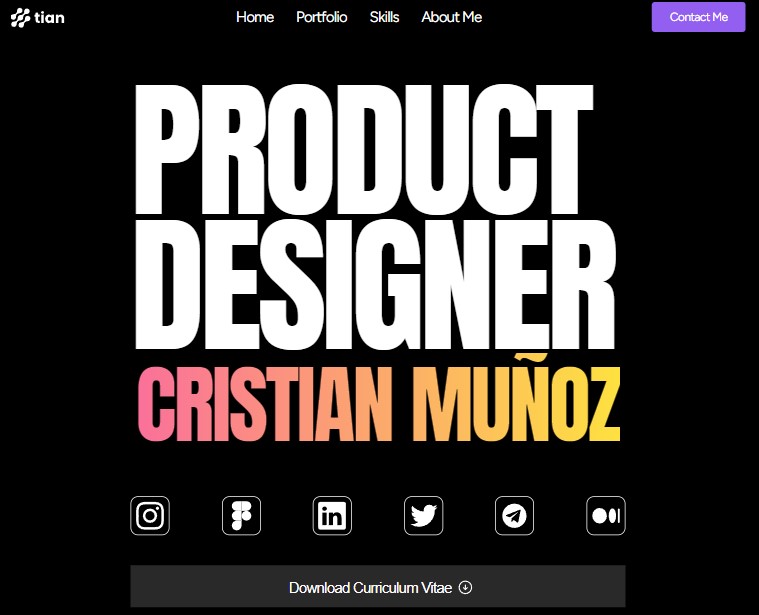 tian
Home Portfolio Skills About Me
Contact Me
PRODUCT
DESIGNER
CRISTIAN MUÑOZ
Download Curriculum Vitae